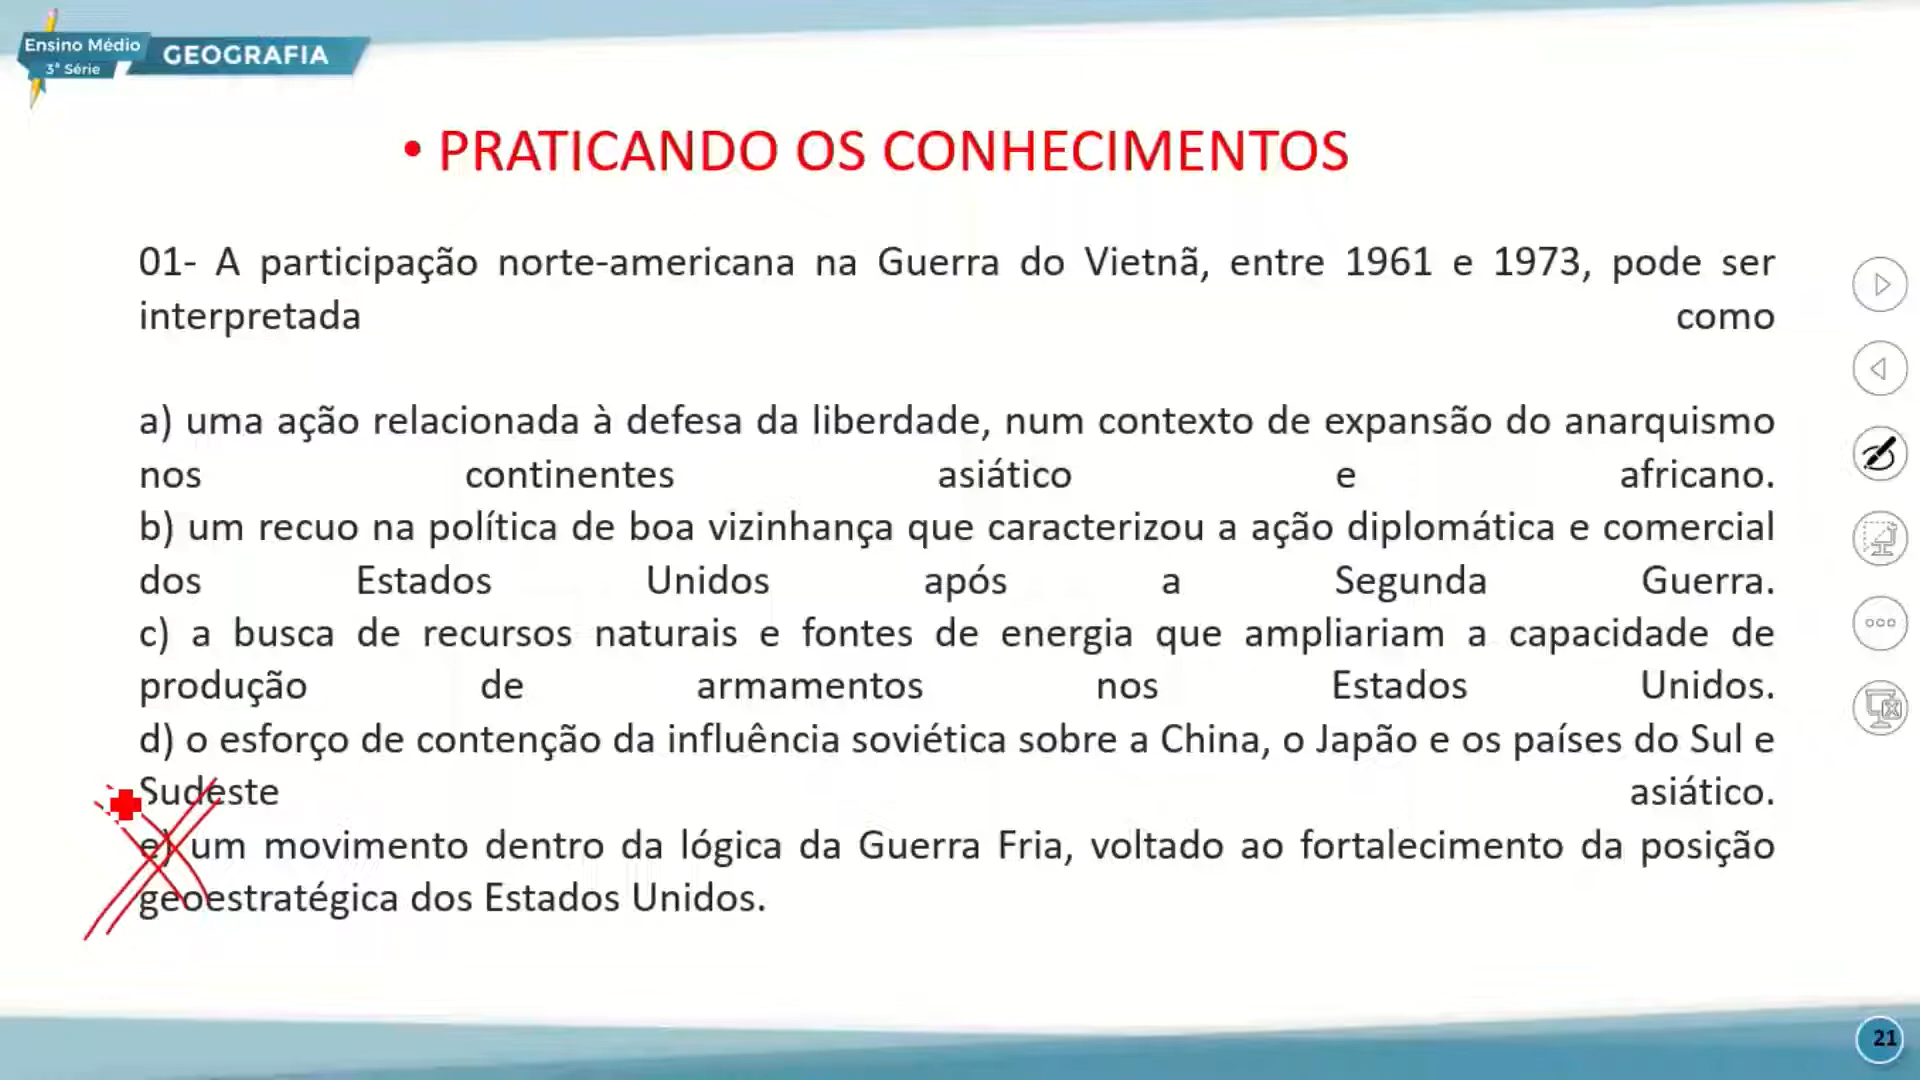 Ensino Médio
3ª Série
GEOGRAFIA
• PRATICANDO OS CONHECIMENTOS
01- A participação norte-americana na Guerra do Vietnã, entre 1961 e 1973, pode ser
interpretada como
a) uma ação relacionada à defesa da liberdade, num contexto de expansão do anarquismo
nos continentes asiático e africano.
b) um recuo na política de boa vizinhança que caracterizou a ação diplomática e comercial
dos Estados Unidos após a Segunda Guerra.
c) a busca de recursos naturais e fontes de energia que ampliariam a capacidade de
produção de armamentos nos Estados Unidos.
d) o esforço de contenção da influência soviética sobre a China, o Japão e os países do Sul e
Sudeste asiático.
e) um movimento dentro da lógica da Guerra Fria, voltado ao fortalecimento da posição
geoestratégica dos Estados Unidos.
21